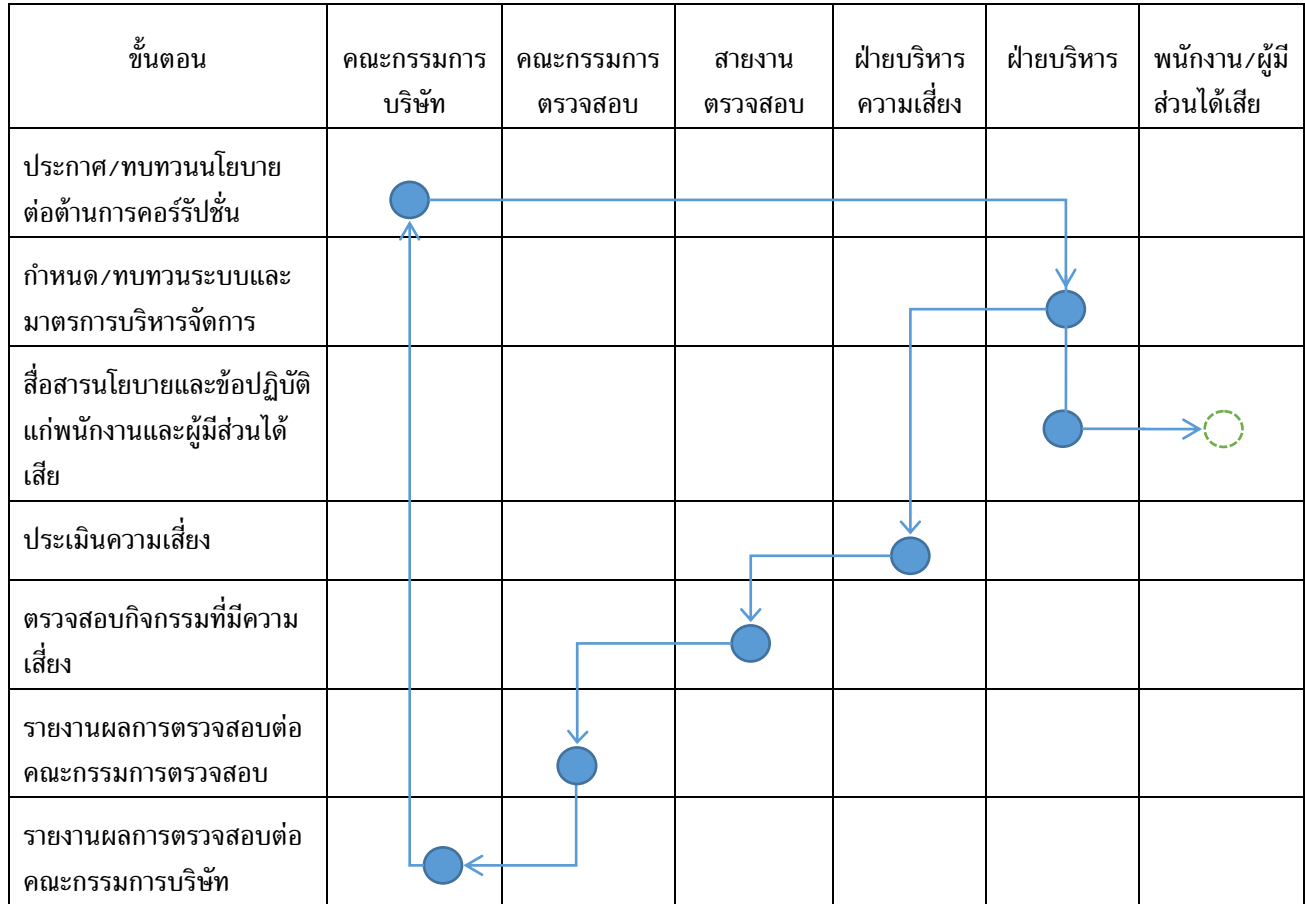 ขั้นตอน
คณะกรรมการ
บริษัท
คณะกรรมการ
ตรวจสอบ
สายงาน
ตรวจสอบ
ฝ่ายบริหาร
ความเสี่ยง
ฝ่ายบริหาร
พนักงาน/ผู้มี
ส่วนได้เสีย
ประกาศ/ทบทวนนโยบาย
ต่อต้านการคอร์รัปชั่น
กำหนด/ทบทวนระบบและ
มาตรการบริหารจัดการ
สื่อสารนโยบายและข้อปฏิบัติ
แก่พนักงานและผู้มีส่วนได้
เสีย
ประเมินความเสี่ยง
ตรวจสอบกิจกรรมที่มีความ
เสี่ยง
รายงานผลการตรวจสอบต่อ
คณะกรรมการตรวจสอบ
รายงานผลการตรวจสอบต่อ
คณะกรรมการบริษัท